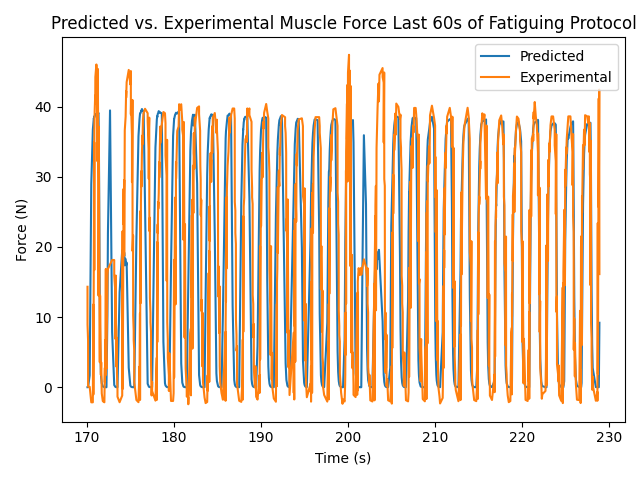 Predicted vs. Experimental Muscle Force Last 60s of Fatiguing Protocol
Predicted
Experimental
Force (N)
40
30
20
10
0
170 180 190 200 210 220 230
Time (s)